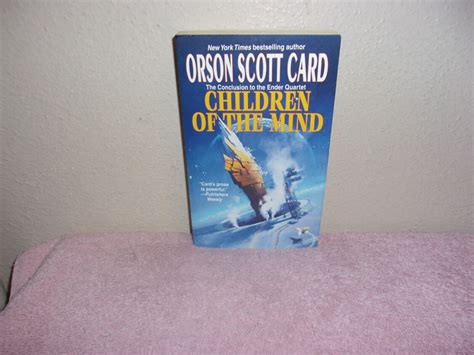 New York Times bestselling author
ORSON SCOTT CARD
The Conclusion to the Ender Quartet
CHILDREN
OF THE MIND
"Card's prose
is powerful."
—Publishers
Weekly